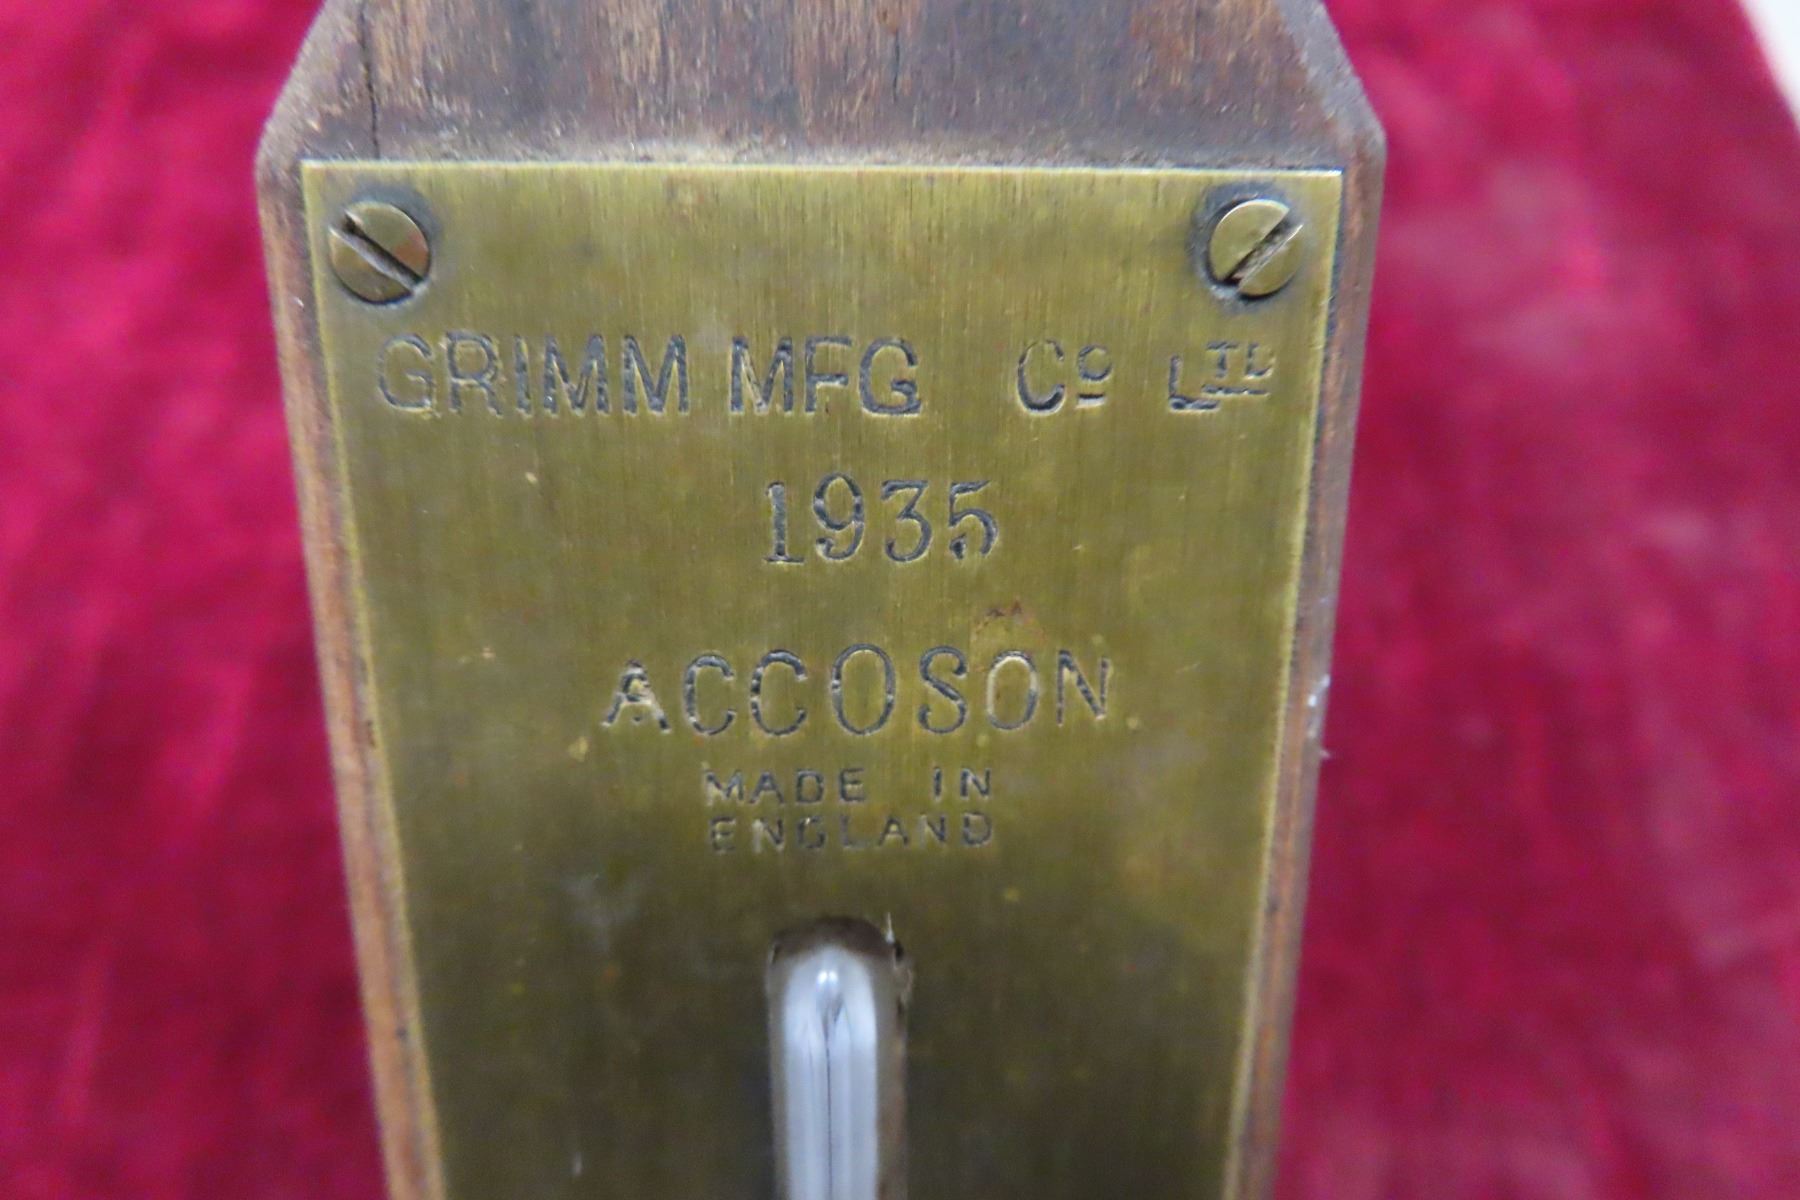 GRIMM MFG Cº LTD
1935
ACCOSON
MADE IN
ENGLAND